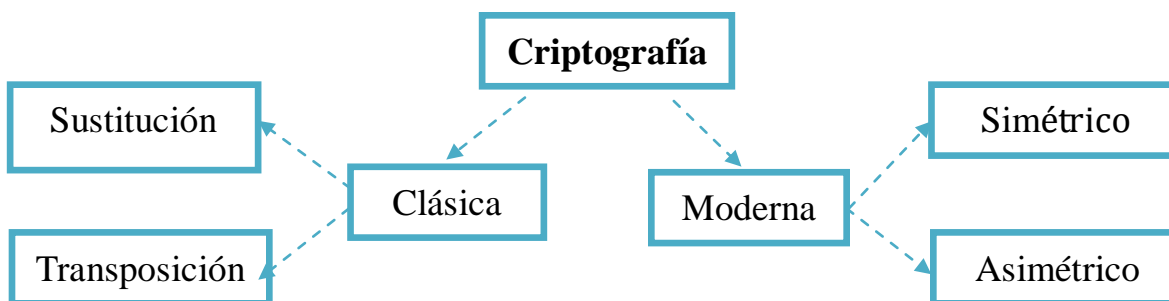 Criptografía
Sustitución
Simétrico
Clásica
Moderna
Transposición
Asimétrico